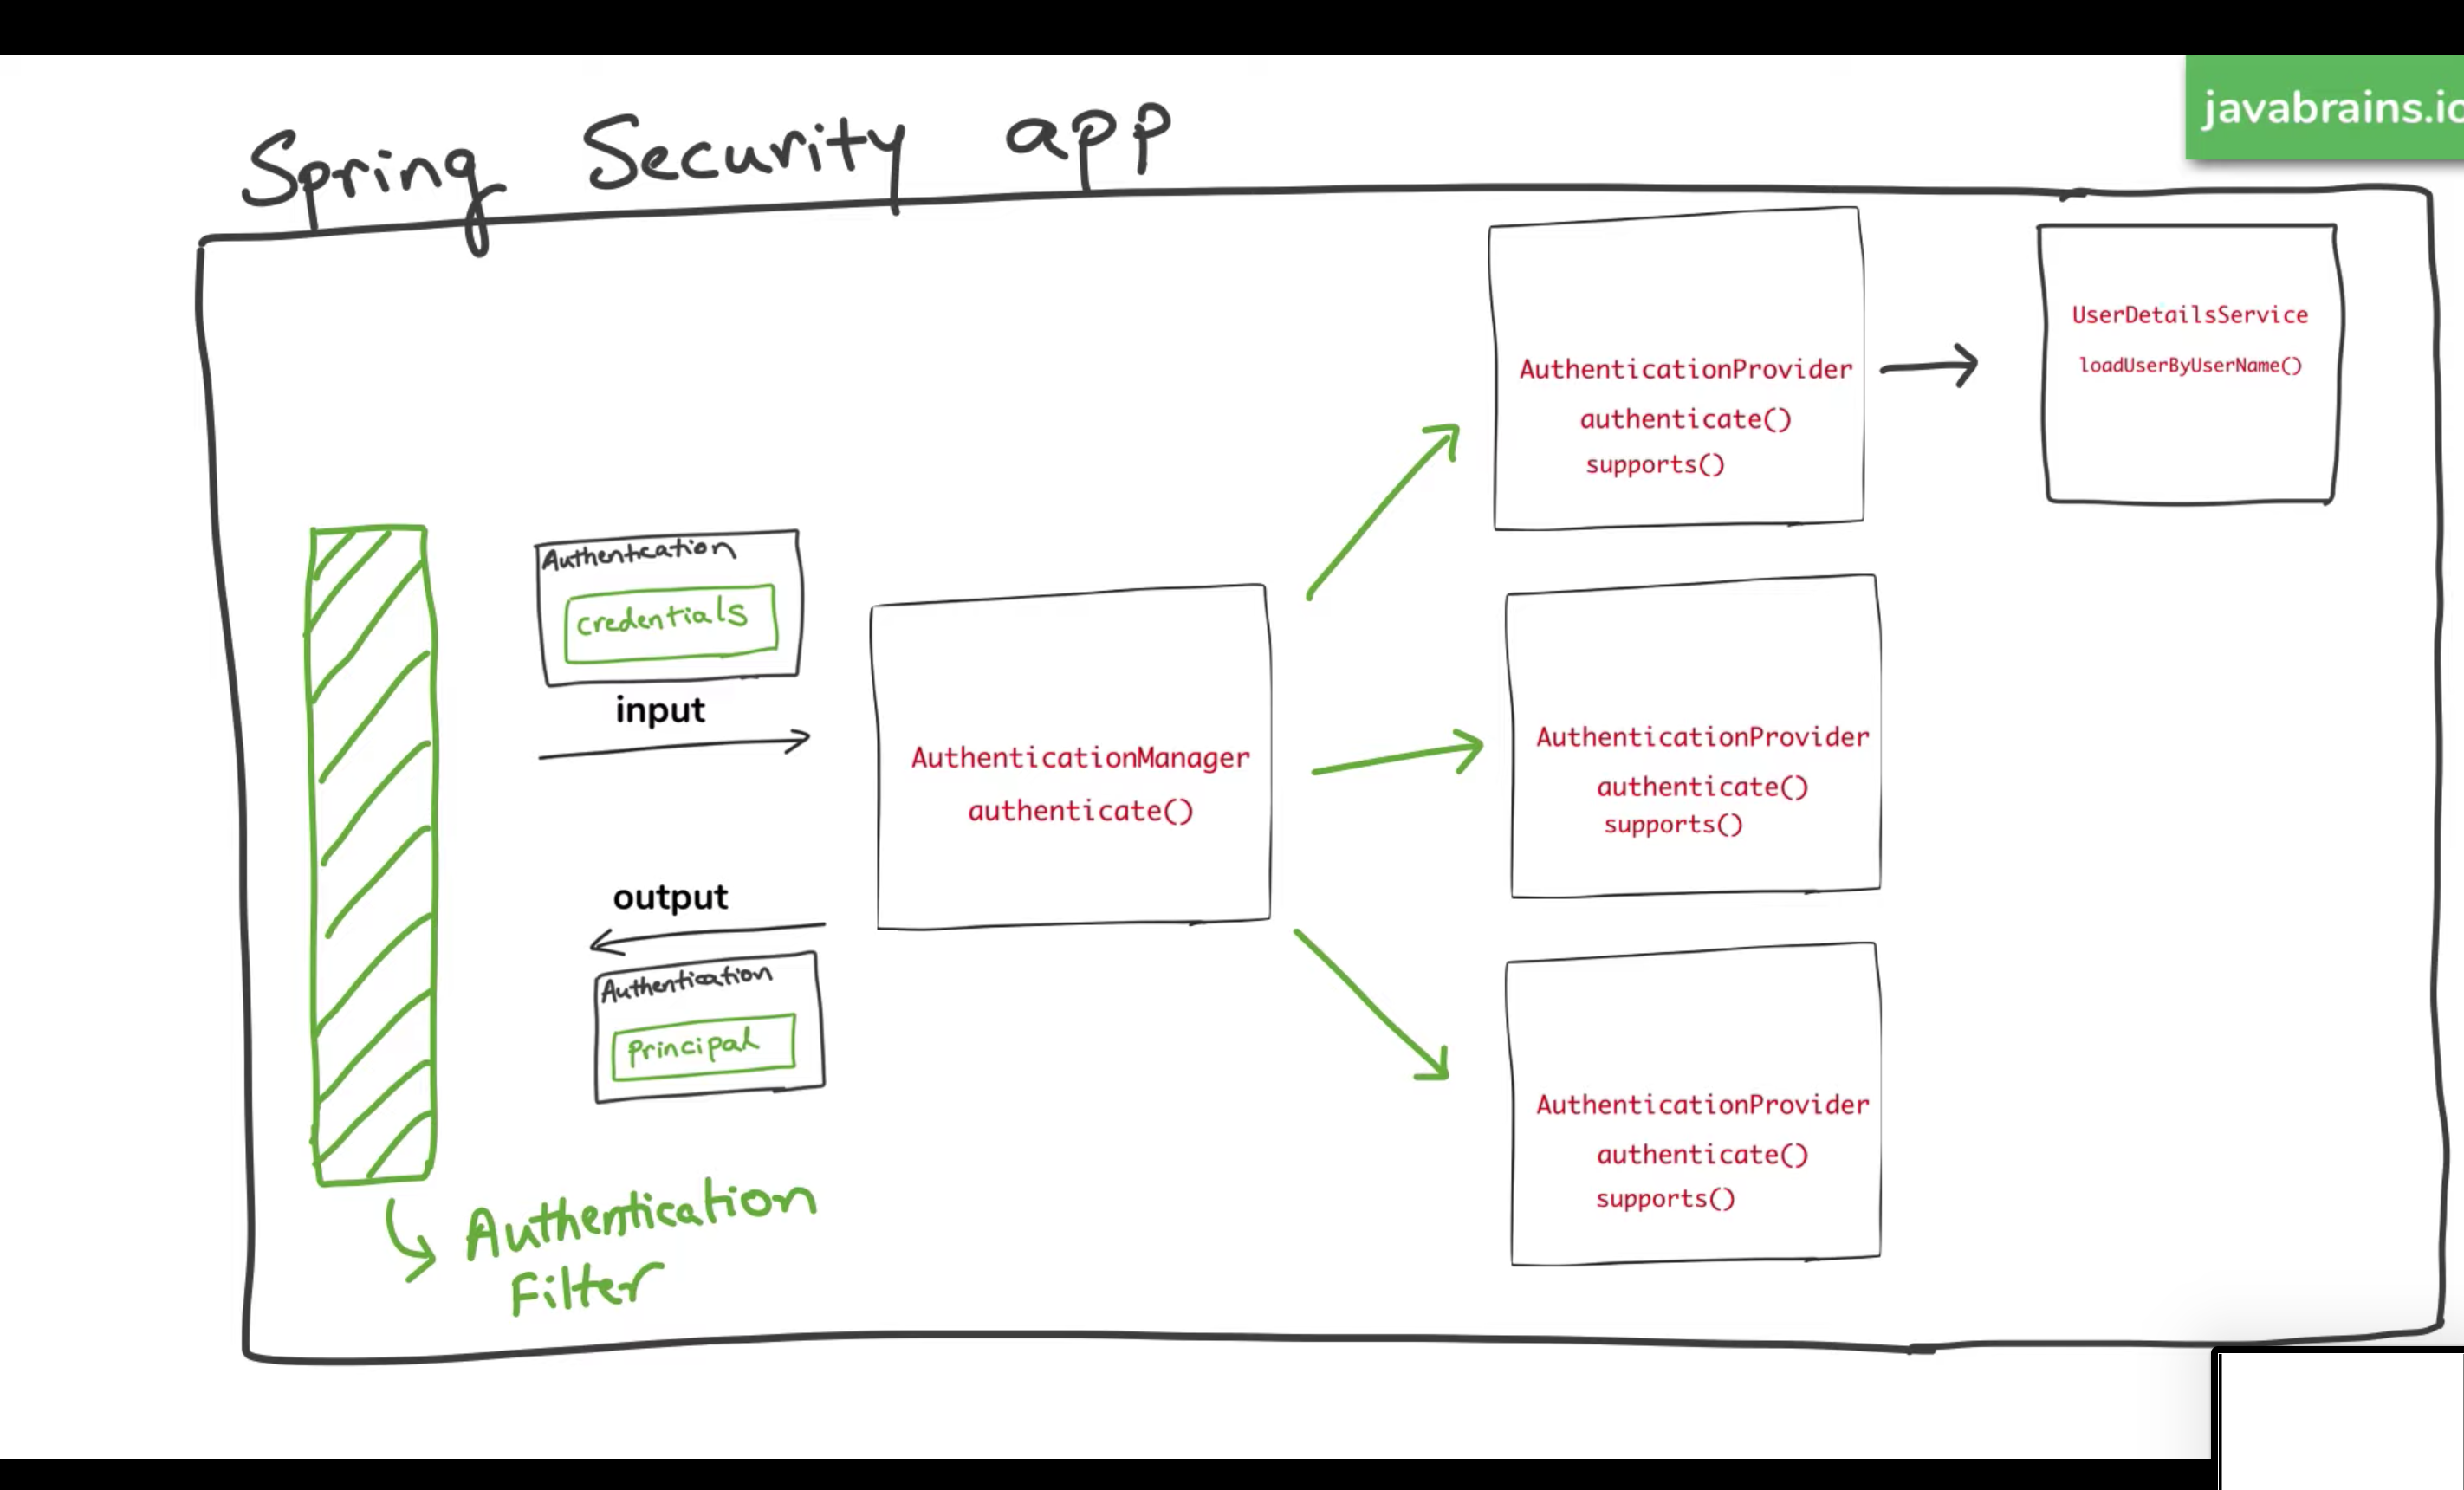 Spring Security app
javabrains.io
UserDetailsService
loadUserByUserName()
AuthenticationProvider
authenticate()
supports()
Authentication
credentials
input
AuthenticationManager
authenticate()
AuthenticationProvider
authenticate()
supports()
output
Authentication
Principal
AuthenticationProvider
authenticate()
supports()
Authentication
Filter